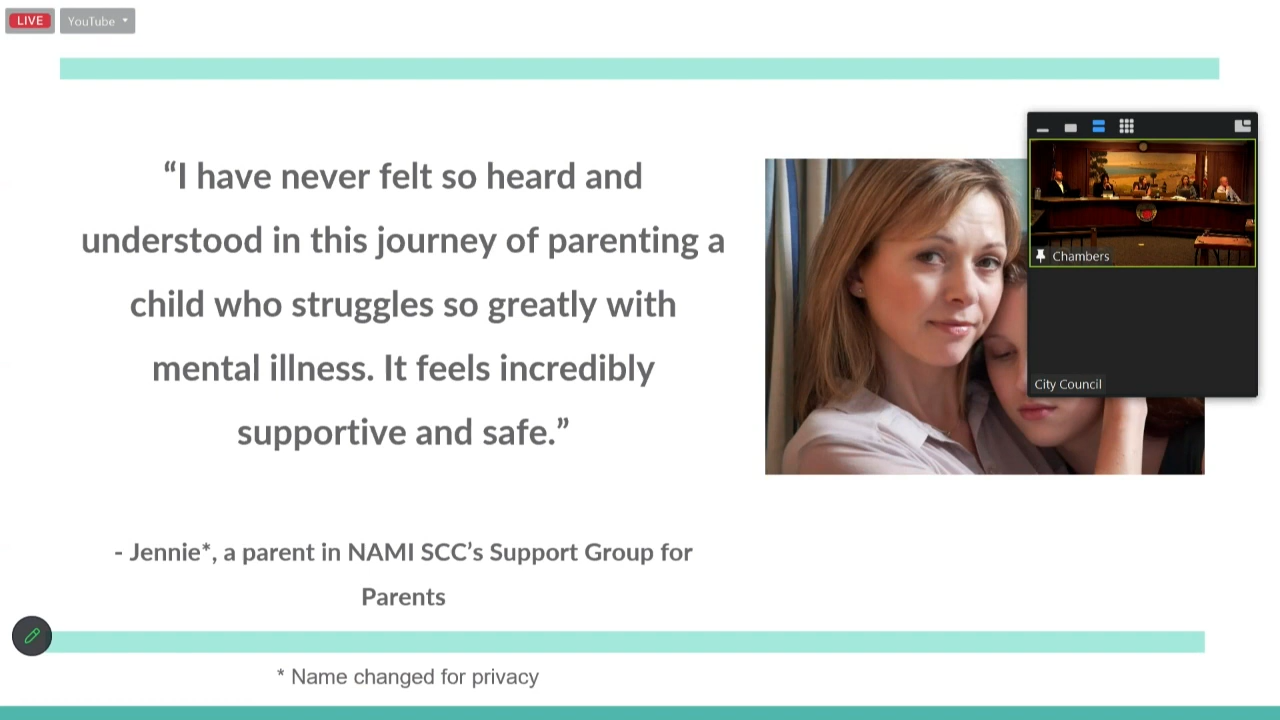 LIVE
YouTube
“I have never felt so heard and
understood in this journey of parenting a
child who struggles so greatly with
mental illness. It feels incredibly
supportive and safe.”
- Jennie*, a parent in NAMI SCC’s Support Group for
Parents
* Name changed for privacy
Chambers
City Council